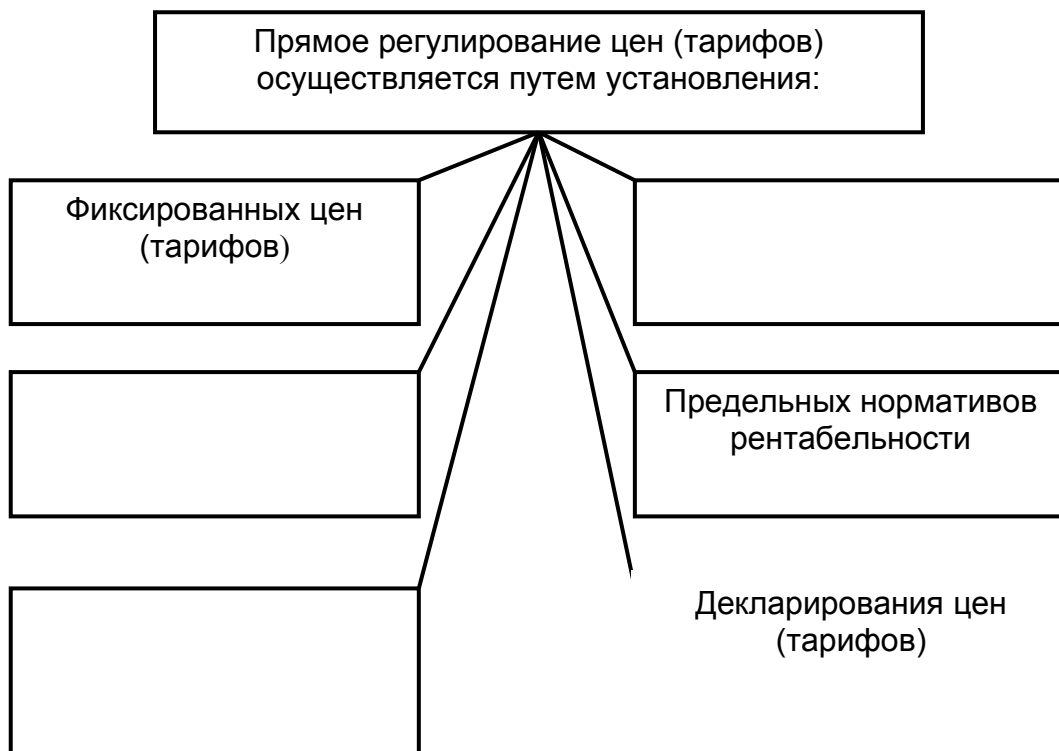 Прямое регулирование цен (тарифов)
осуществляется путем установления:
Фиксированных цен
(тарифов)
Предельных нормативов
рентабельности
Декларирования цен
(тарифов)